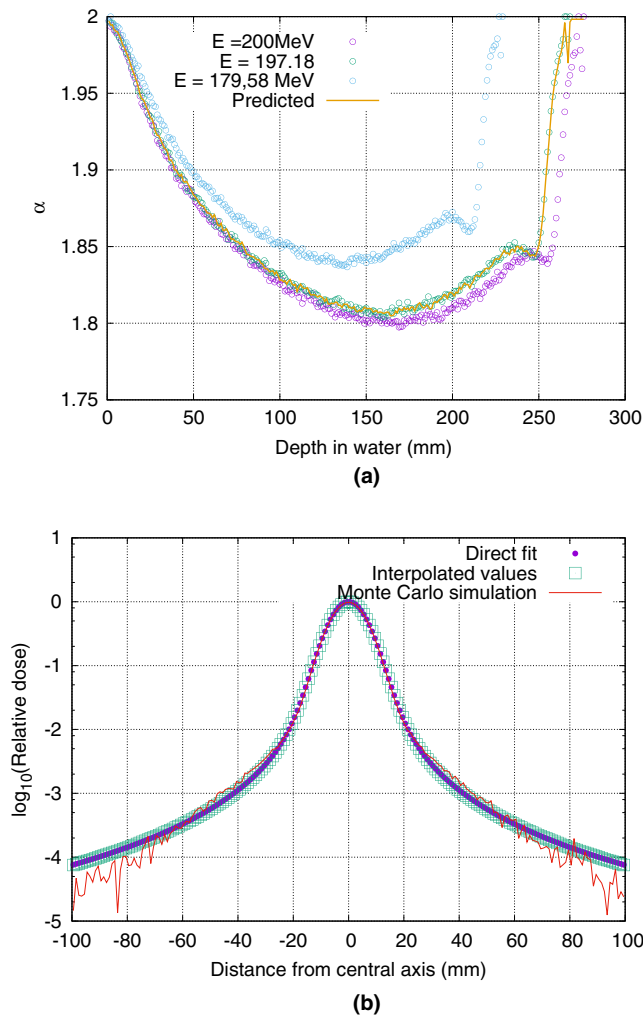 2
1.95
1.9
1.85
1.8
1.75
α
E =200MeV
E = 197.18
E = 179,58 MeV
Predicted
0 50 100 150 200 250 300
Depth in water (mm)
(a)
1
0
-1
-2
-3
-4
-5
log10(Relative dose)
Direct fit
Interpolated values
Monte Carlo simulation
-100 -80 -60 -40 -20 0 20 40 60 80 100
Distance from central axis (mm)
(b)